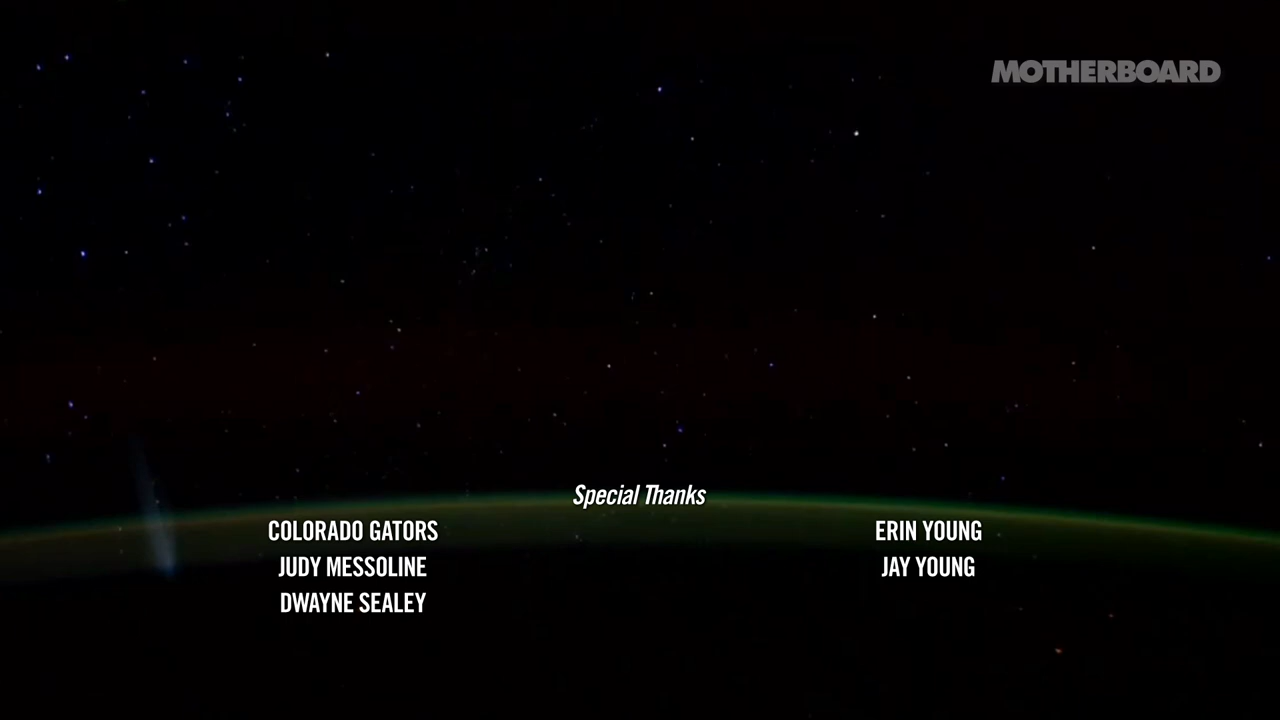 MOTHERBOARD
Special Thanks
COLORADO GATORS
JUDY MESSOLINE
DWAYNE SEALEY
ERIN YOUNG
JAY YOUNG